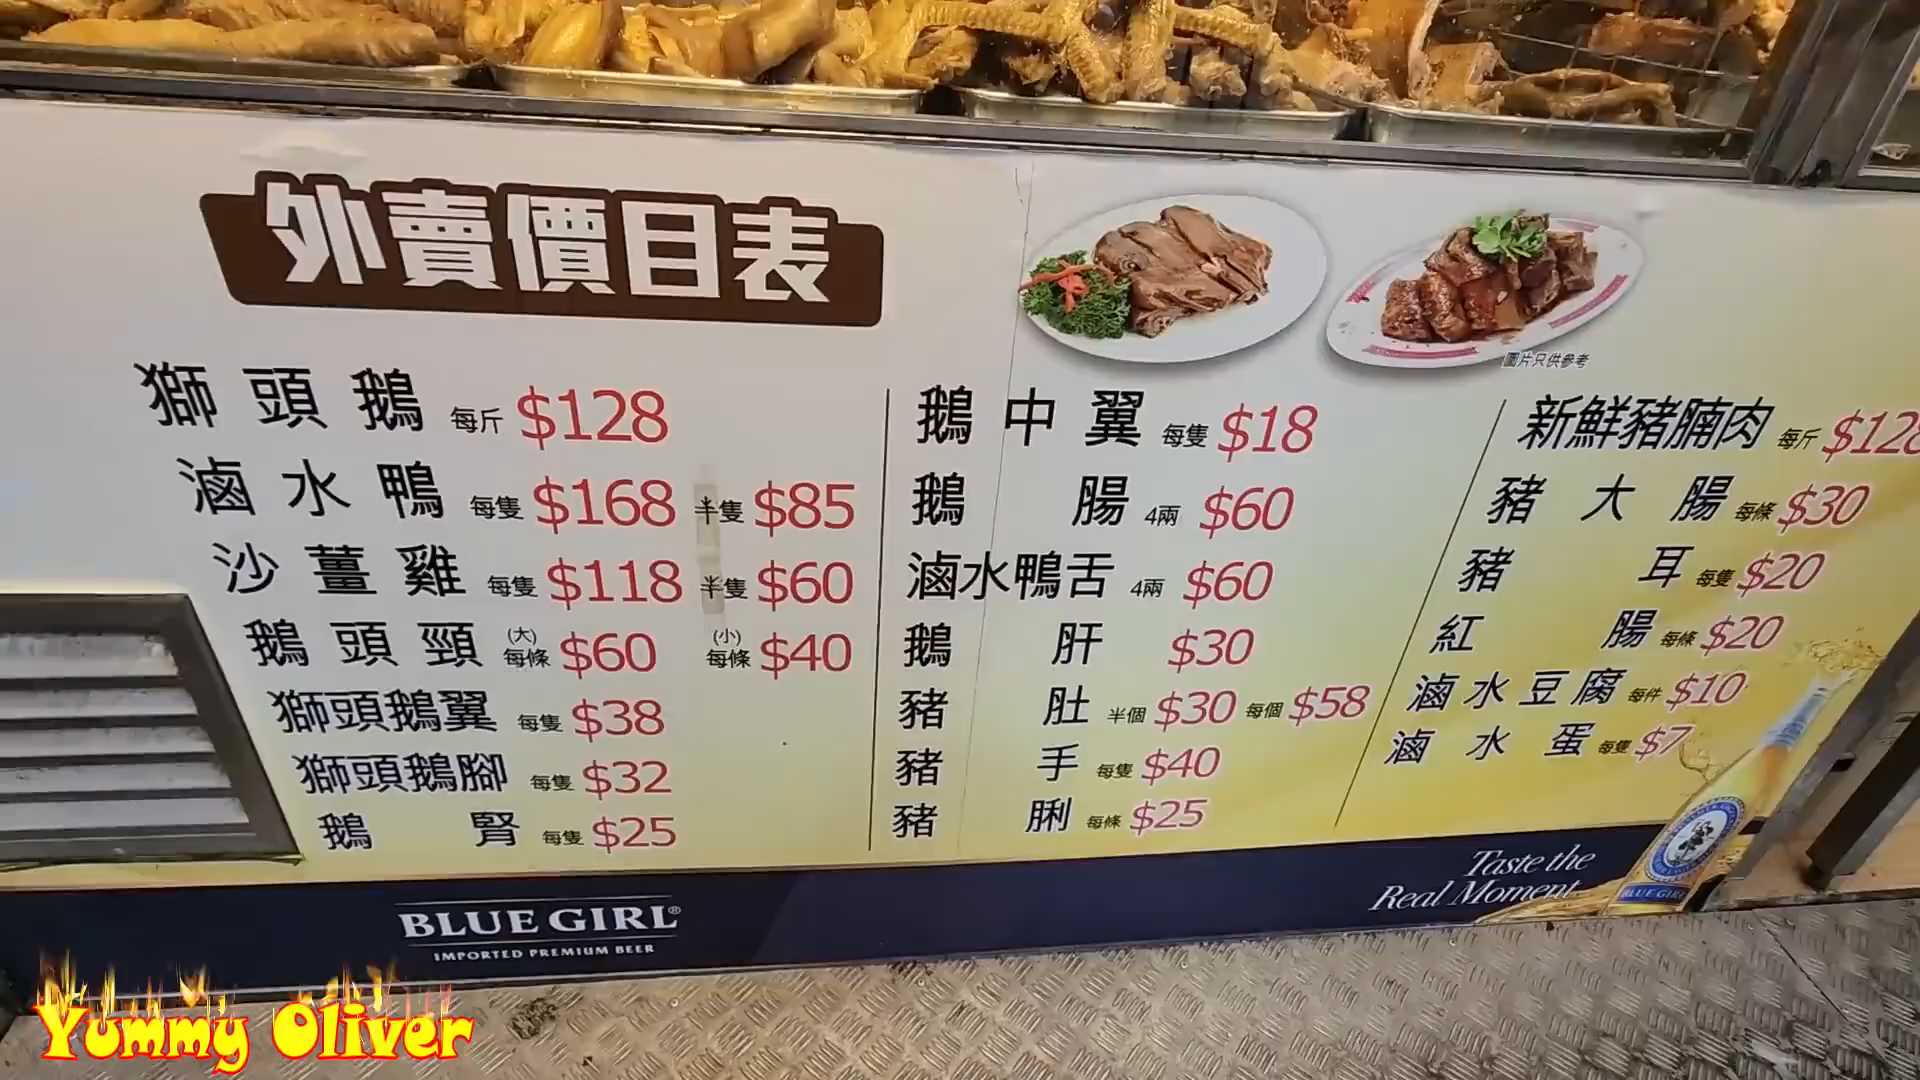 外賣價目表
獅頭鵝 每斤 $128
滷水鴨 每隻 $168 半隻 $85
沙薑雞 每隻 $118 半隻 $60
鵝頭頸 (大)每條 $60 (小)每條 $40
獅頭鵝翼 每隻 $38
獅頭鵝腳 每隻 $32
鵝腎 每隻 $25
圖片只供參考
鵝中翼 每隻 $18
鵝腸 4兩 $60
滷水鴨舌 4兩 $60
鵝肝 $30
豬肚 半個 $30 每個 $58
豬手 每隻 $40
豬脷 每條 $25
新鮮豬腩肉 每斤 $128
豬大腸 每條 $30
豬耳 每隻 $20
紅腸 每條 $20
滷水豆腐 每件 $10
滷水蛋 每隻 $7
Taste the
Real Moment
BLUE GIRL
BLUE GIRL®
IMPORTED PREMIUM BEER
Yummy Oliver